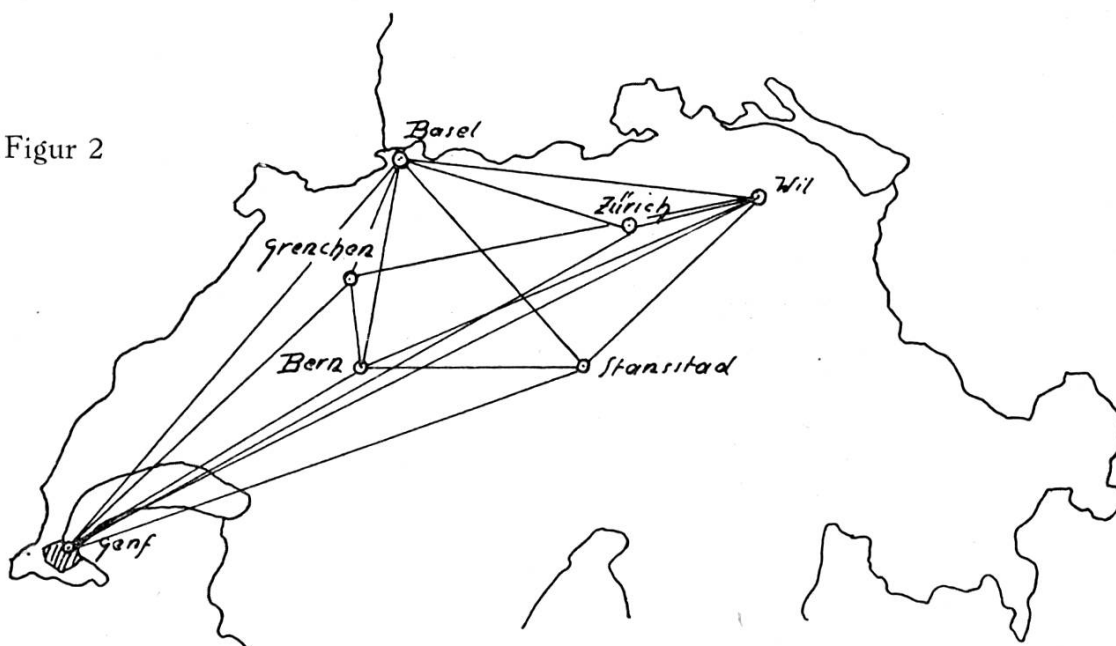 Figur 2
Basel
Wil
Zürich
Grenchen
Bern
Stansstad
Genf